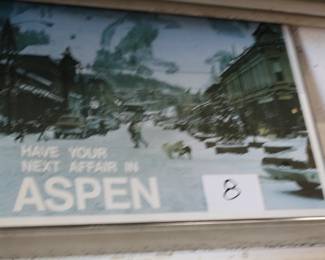 HAVE YOUR
NEXT AFFAIR IN
ASPEN
8